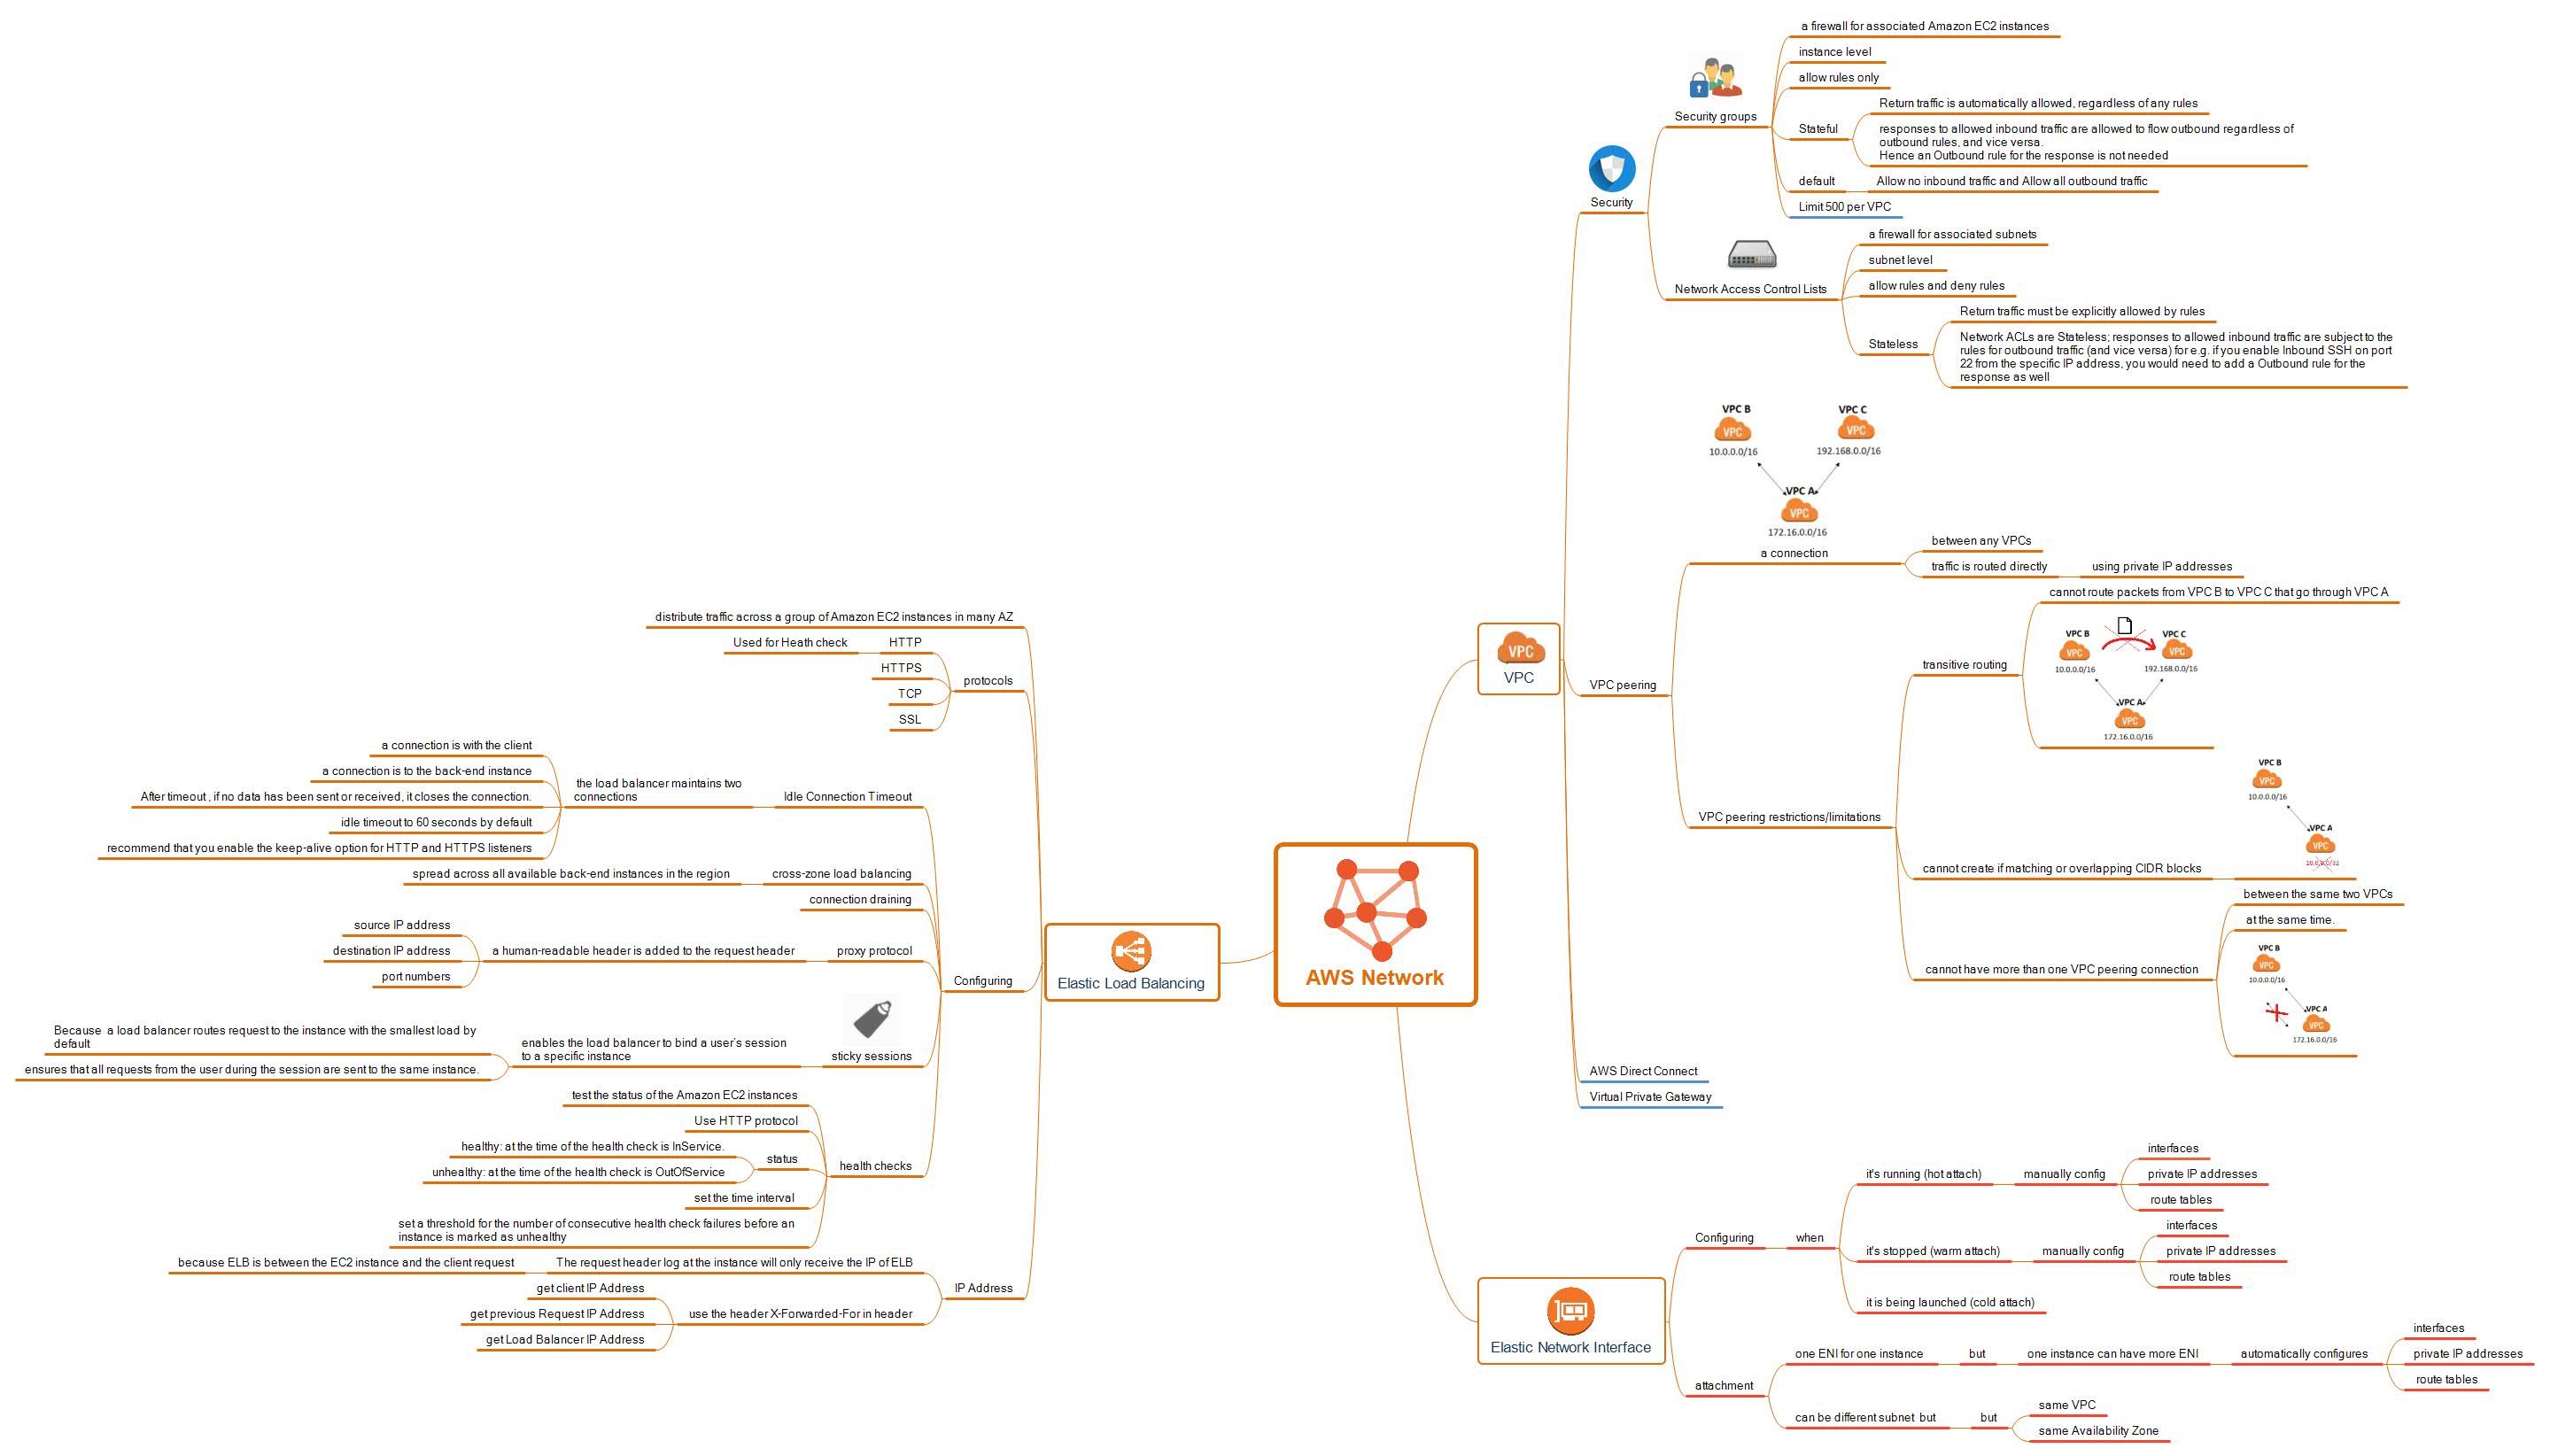 AWS Network
VPC
VPC
Security
Security groups
a firewall for associated Amazon EC2 instances
instance level
allow rules only
Stateful
Return traffic is automatically allowed, regardless of any rules
responses to allowed inbound traffic are allowed to flow outbound regardless of
outbound rules, and vice versa.
Hence an Outbound rule for the response is not needed
default
Allow no inbound traffic and Allow all outbound traffic
Limit 500 per VPC
Network Access Control Lists
a firewall for associated subnets
subnet level
allow rules and deny rules
Stateless
Return traffic must be explicitly allowed by rules
Network ACLs are Stateless; responses to allowed inbound traffic are subject to the
rules for outbound traffic (and vice versa) for e.g. if you enable Inbound SSH on port
22 from the specific IP address, you would need to add a Outbound rule for the
response as well
VPC peering
VPC B
VPC
10.0.0.0/16
VPC C
VPC
192.168.0.0/16
VPC A
VPC
172.16.0.0/16
a connection
between any VPCs
traffic is routed directly
using private IP addresses
VPC peering restrictions/limitations
transitive routing
cannot route packets from VPC B to VPC C that go through VPC A
VPC B
VPC
10.0.0.0/16
VPC C
VPC
192.168.0.0/16
VPC A
VPC
172.16.0.0/16
cannot create if matching or overlapping CIDR blocks
VPC B
VPC
10.0.0.0/16
VPC A
VPC
cannot have more than one VPC peering connection
between the same two VPCs
at the same time.
VPC B
VPC
10.0.0.0/16
VPC A
VPC
172.16.0.0/16
AWS Direct Connect
Virtual Private Gateway
Elastic Network Interface
Configuring
when
it's running (hot attach)
manually config
interfaces
private IP addresses
route tables
it's stopped (warm attach)
manually config
interfaces
private IP addresses
route tables
it is being launched (cold attach)
attachment
one ENI for one instance
but
one instance can have more ENI
automatically configures
interfaces
private IP addresses
route tables
can be different subnet but
but
same VPC
same Availability Zone
Elastic Load Balancing
distribute traffic across a group of Amazon EC2 instances in many AZ
protocols
HTTP
Used for Heath check
HTTPS
TCP
SSL
Configuring
Idle Connection Timeout
the load balancer maintains two
connections
a connection is with the client
a connection is to the back-end instance
After timeout , if no data has been sent or received, it closes the connection.
idle timeout to 60 seconds by default
recommend that you enable the keep-alive option for HTTP and HTTPS listeners
cross-zone load balancing
spread across all available back-end instances in the region
connection draining
proxy protocol
a human-readable header is added to the request header
source IP address
destination IP address
port numbers
sticky sessions
enables the load balancer to bind a user's session
to a specific instance
Because a load balancer routes request to the instance with the smallest load by
default
ensures that all requests from the user during the session are sent to the same instance.
health checks
test the status of the Amazon EC2 instances
Use HTTP protocol
status
healthy: at the time of the health check is InService.
unhealthy: at the time of the health check is OutOfService
set the time interval
set a threshold for the number of consecutive health check failures before an
instance is marked as unhealthy
IP Address
The request header log at the instance will only receive the IP of ELB
because ELB is between the EC2 instance and the client request
use the header X-Forwarded-For in header
get client IP Address
get previous Request IP Address
get Load Balancer IP Address